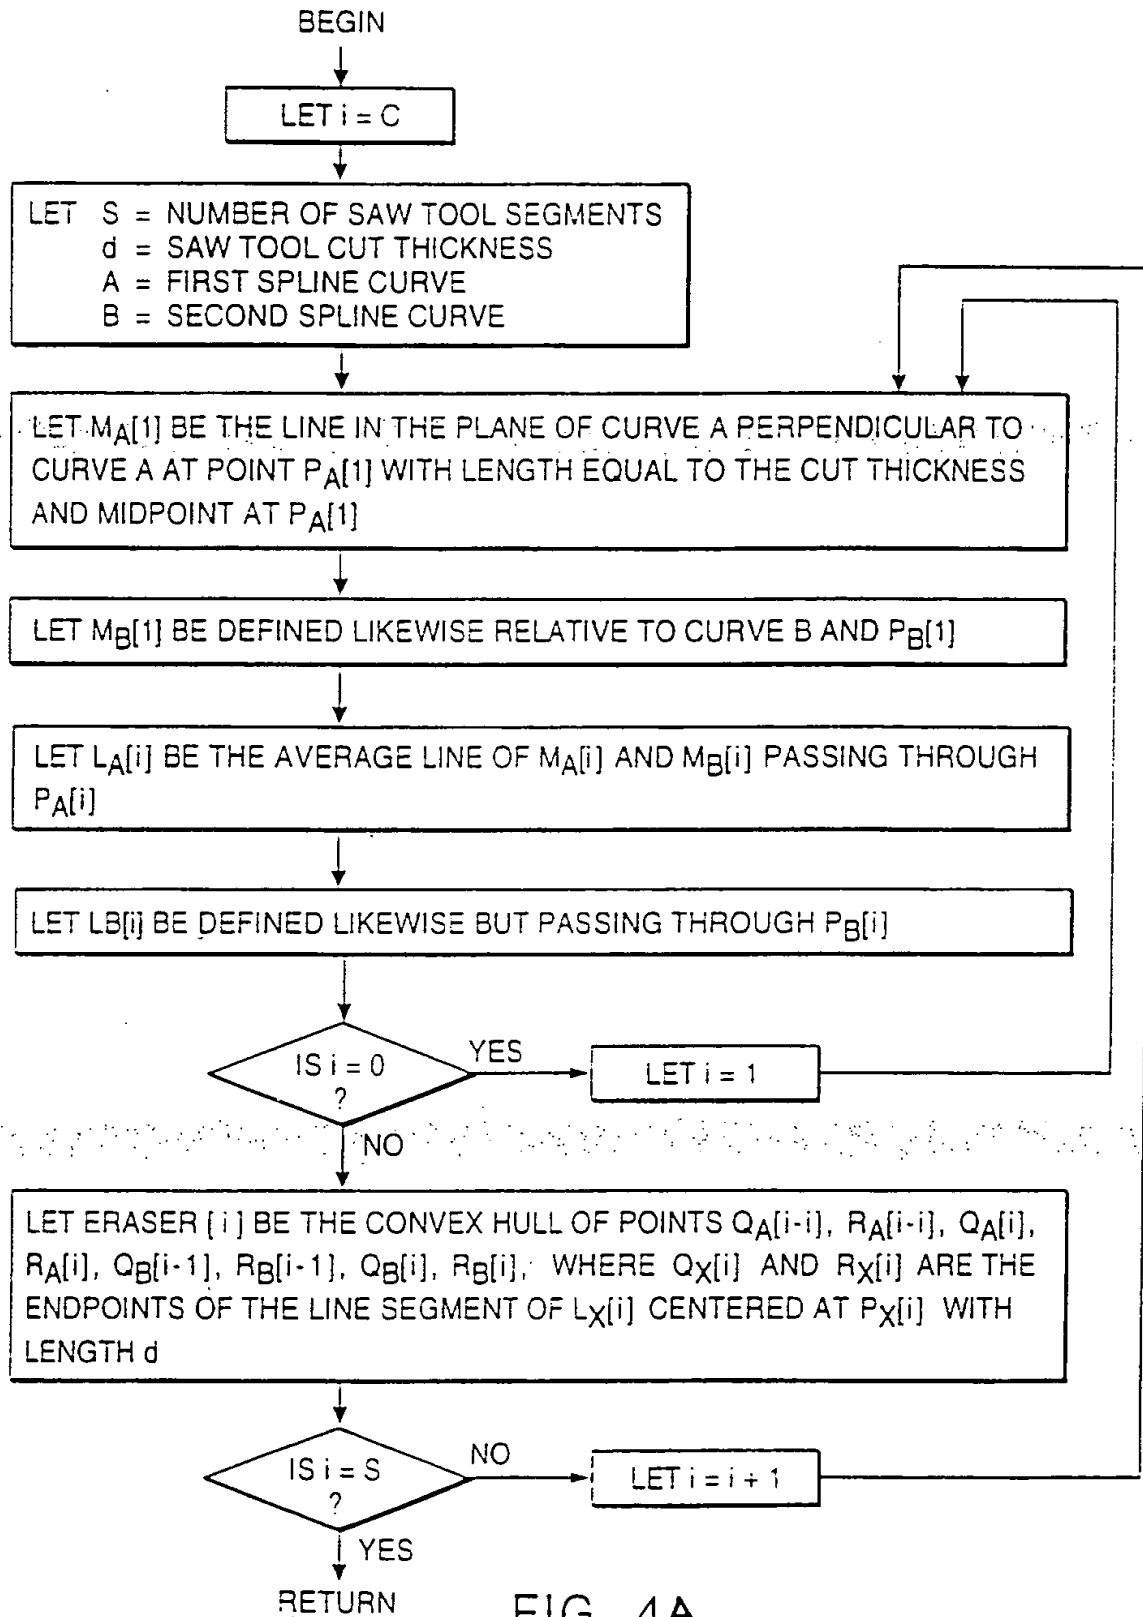 BEGIN
LET i = C
LET S = NUMBER OF SAW TOOL SEGMENTS
d = SAW TOOL CUT THICKNESS
A = FIRST SPLINE CURVE
B = SECOND SPLINE CURVE
LET MA[1] BE THE LINE IN THE PLANE OF CURVE A PERPENDICULAR TO
CURVE A AT POINT PA[1] WITH LENGTH EQUAL TO THE CUT THICKNESS
AND MIDPOINT AT PA[1]
LET MB[1] BE DEFINED LIKEWISE RELATIVE TO CURVE B AND PB[1]
LET LA[i] BE THE AVERAGE LINE OF MA[i] AND MB[i] PASSING THROUGH
PA[i]
LET LB[i] BE DEFINED LIKEWISE BUT PASSING THROUGH PB[i]
IS i = 0
?
YES
LET i = 1
NO
LET ERASER [ i ] BE THE CONVEX HULL OF POINTS QA[i-i], RA[i-i], QA[i],
RA[i], QB[i-1], RB[i-1], QB[i], RB[i], WHERE QX[i] AND RX[i] ARE THE
ENDPOINTS OF THE LINE SEGMENT OF LX[i] CENTERED AT PX[i] WITH
LENGTH d
IS i = S
?
NO
LET i = i + 1
YES
RETURN
FIG 4A